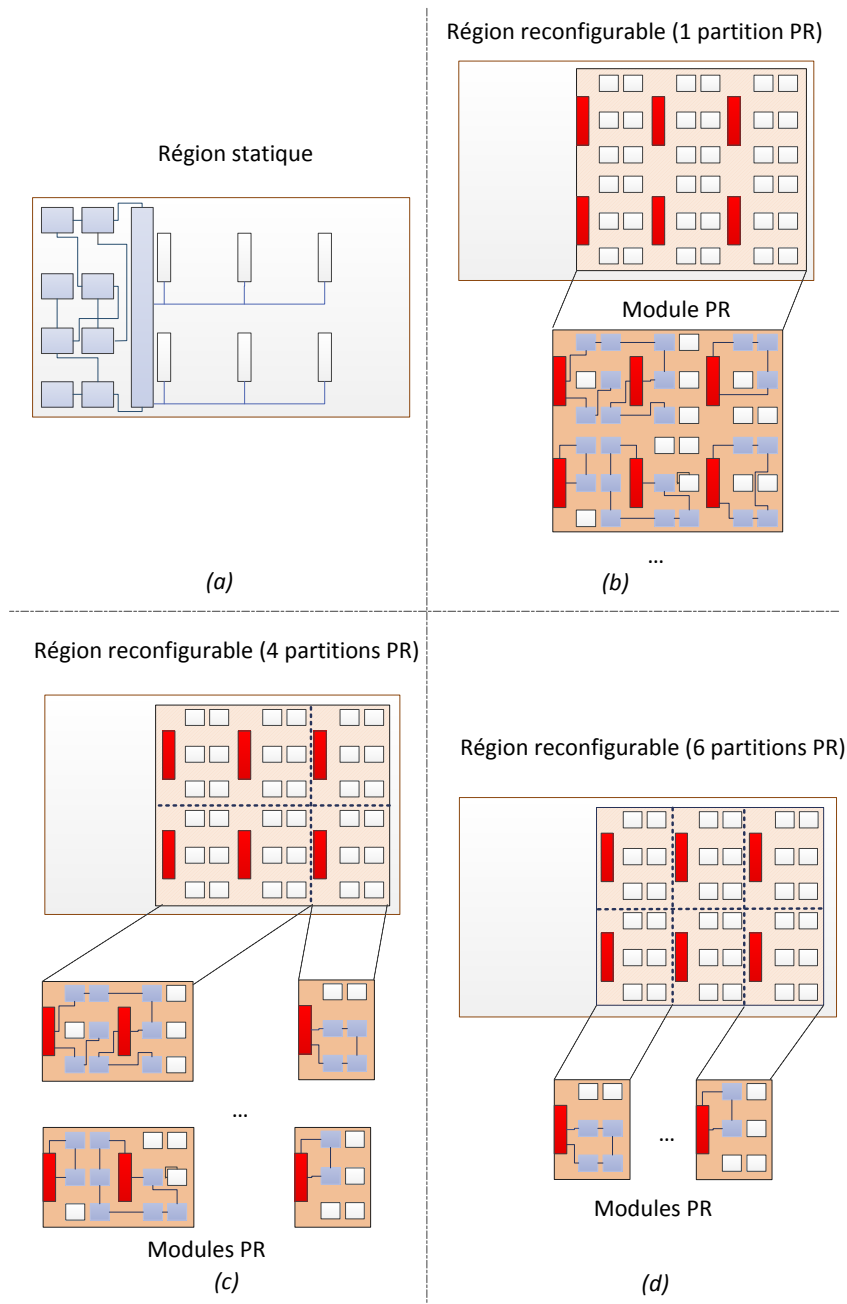 Région statique
(a)
Région reconfigurable (1 partition PR)
Module PR
...
(b)
Région reconfigurable (4 partitions PR)
...
Modules PR
(c)
Région reconfigurable (6 partitions PR)
...
Modules PR
(d)